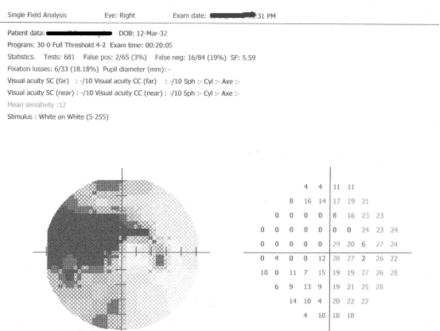 Single Field Analysis Eye: Right Exam date: 31 PM
Patient data: DOB: 12-Mar-32
Program: 30-0 Full Threshold 4-2 Exam time: 00:20:05
Statistics. Tests: 681 False pos: 2/65 (3%) False neg: 16/84 (19%) SF: 5.59
Fixation losses: 6/33 (18.18%) Pupil diameter (mm): -
Visual acuity SC (far) : -/10 Visual acuity CC (far) : -/10 Sph :- Cyl :- Axe :-
Visual acuity SC (near) : -/10 Visual acuity CC (near) : -/10 Sph :- Cyl :- Axe :-
Mean sensitivity :12
Stimulus : White on White (5-255)
4 4 11 11
8 16 14 17 19 21
0 0 0 0 8 16 23 23
0 0 0 0 0 0 0 24 23 24
0 0 0 0 0 29 20 6 27 24
0 4 0 0 12 28 27 2 26 22
10 0 11 7 15 19 19 27 26 28
6 9 13 9 19 21 25 28
14 10 4 20 22 22
4 10 18 18